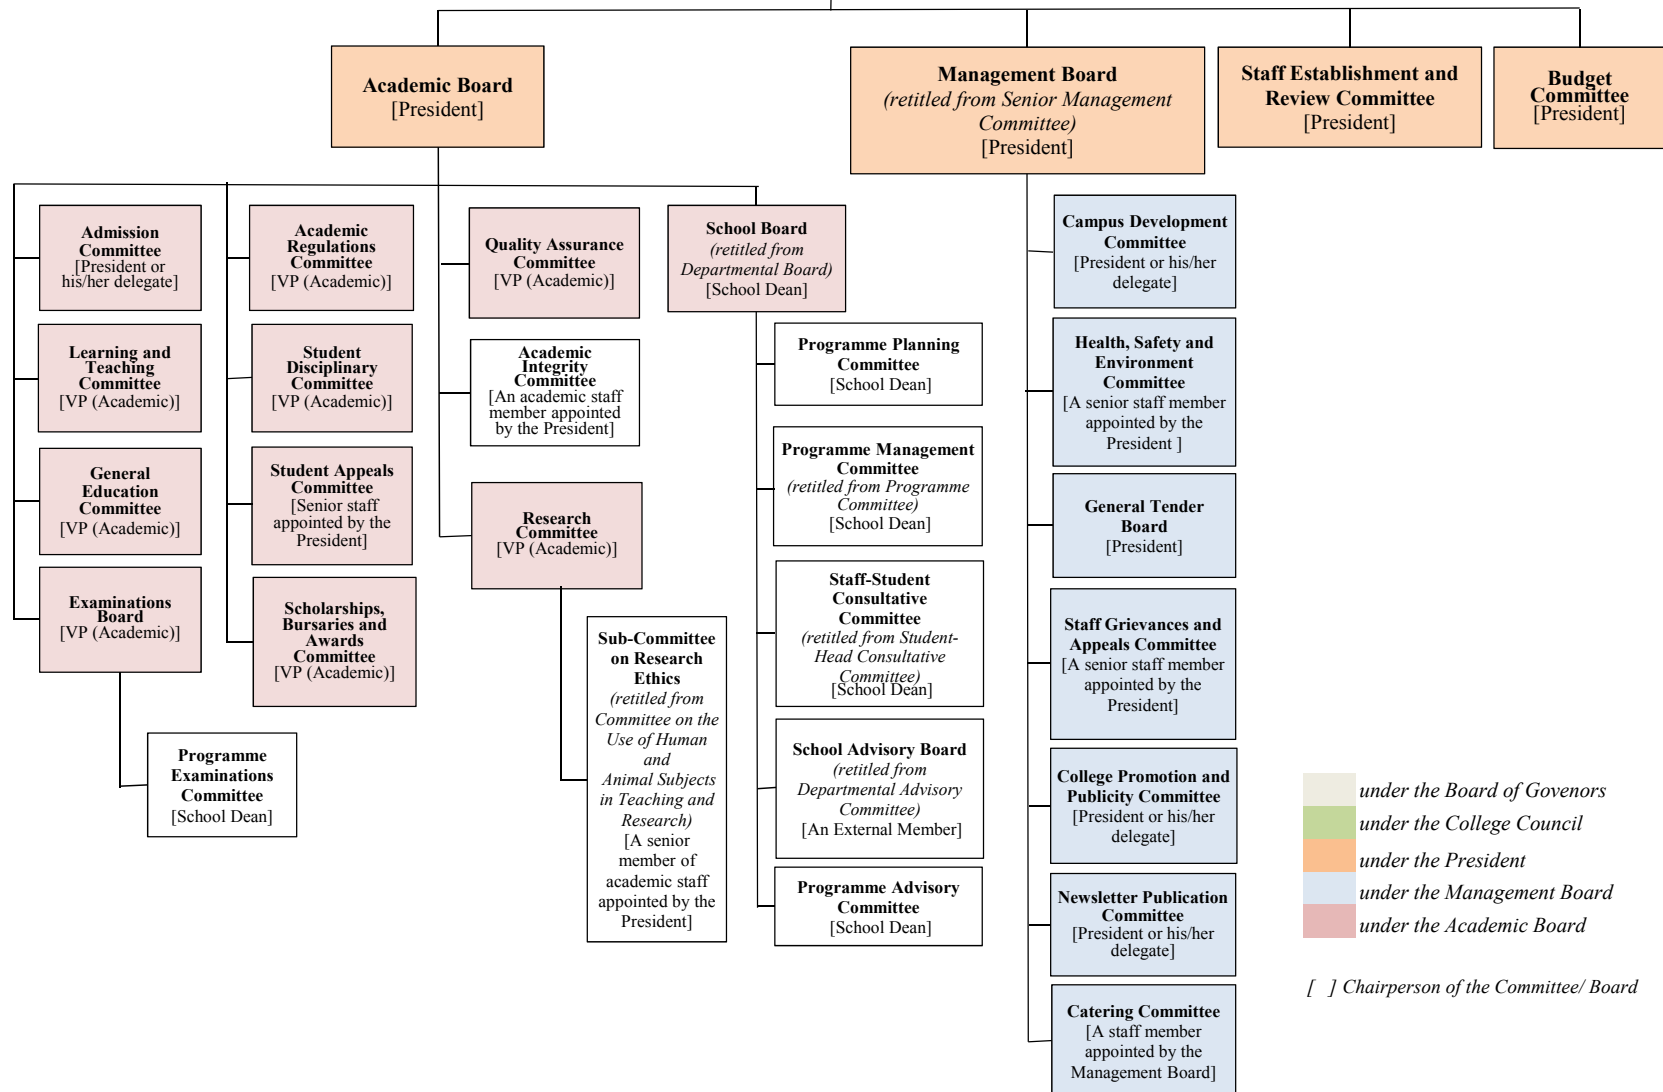 Academic Board
[President]
Management Board
(retitled from Senior Management
Committee)
[President]
Staff Establishment and
Review Committee
[President]
Budget
Committee
[President]
Admission
Committee
[President or
his/her delegate]
Learning and
Teaching
Committee
[VP (Academic)]
General
Education
Committee
[VP (Academic)]
Examinations
Board
[VP (Academic)]
Programme
Examinations
Committee
[School Dean]
Academic
Regulations
Committee
[VP (Academic)]
Student
Disciplinary
Committee
[VP (Academic)]
Student Appeals
Committee
[Senior staff
appointed by the
President]
Scholarships,
Bursaries and
Awards
Committee
[VP (Academic)]
Quality Assurance
Committee
[VP (Academic)]
Academic
Integrity
Committee
[An academic staff
member appointed
by the President]
Research
Committee
[VP (Academic)]
Sub-Committee
on Research
Ethics
(retitled from
Committee on the
Use of Human
and
Animal Subjects
in Teaching and
Research)
[A senior
member of
academic staff
appointed by the
President]
School Board
(retitled from
Departmental Board)
[School Dean]
Programme Planning
Committee
[School Dean]
Programme Management
Committee
(retitled from Programme
Committee)
[School Dean]
Staff-Student
Consultative
Committee
(retitled from Student-
Head Consultative
Committee)
[School Dean]
School Advisory Board
(retitled from
Departmental Advisory
Committee)
[An External Member]
Programme Advisory
Committee
[School Dean]
Campus Development
Committee
[President or his/her
delegate]
Health, Safety and
Environment
Committee
[A senior staff member
appointed by the
President ]
General Tender
Board
[President]
Staff Grievances and
Appeals Committee
[A senior staff member
appointed by the
President]
College Promotion and
Publicity Committee
[President or his/her
delegate]
Newsletter Publication
Committee
[President or his/her
delegate]
Catering Committee
[A staff member
appointed by the
Management Board]
under the Board of Govenors
under the College Council
under the President
under the Management Board
under the Academic Board
[ ] Chairperson of the Committee/ Board